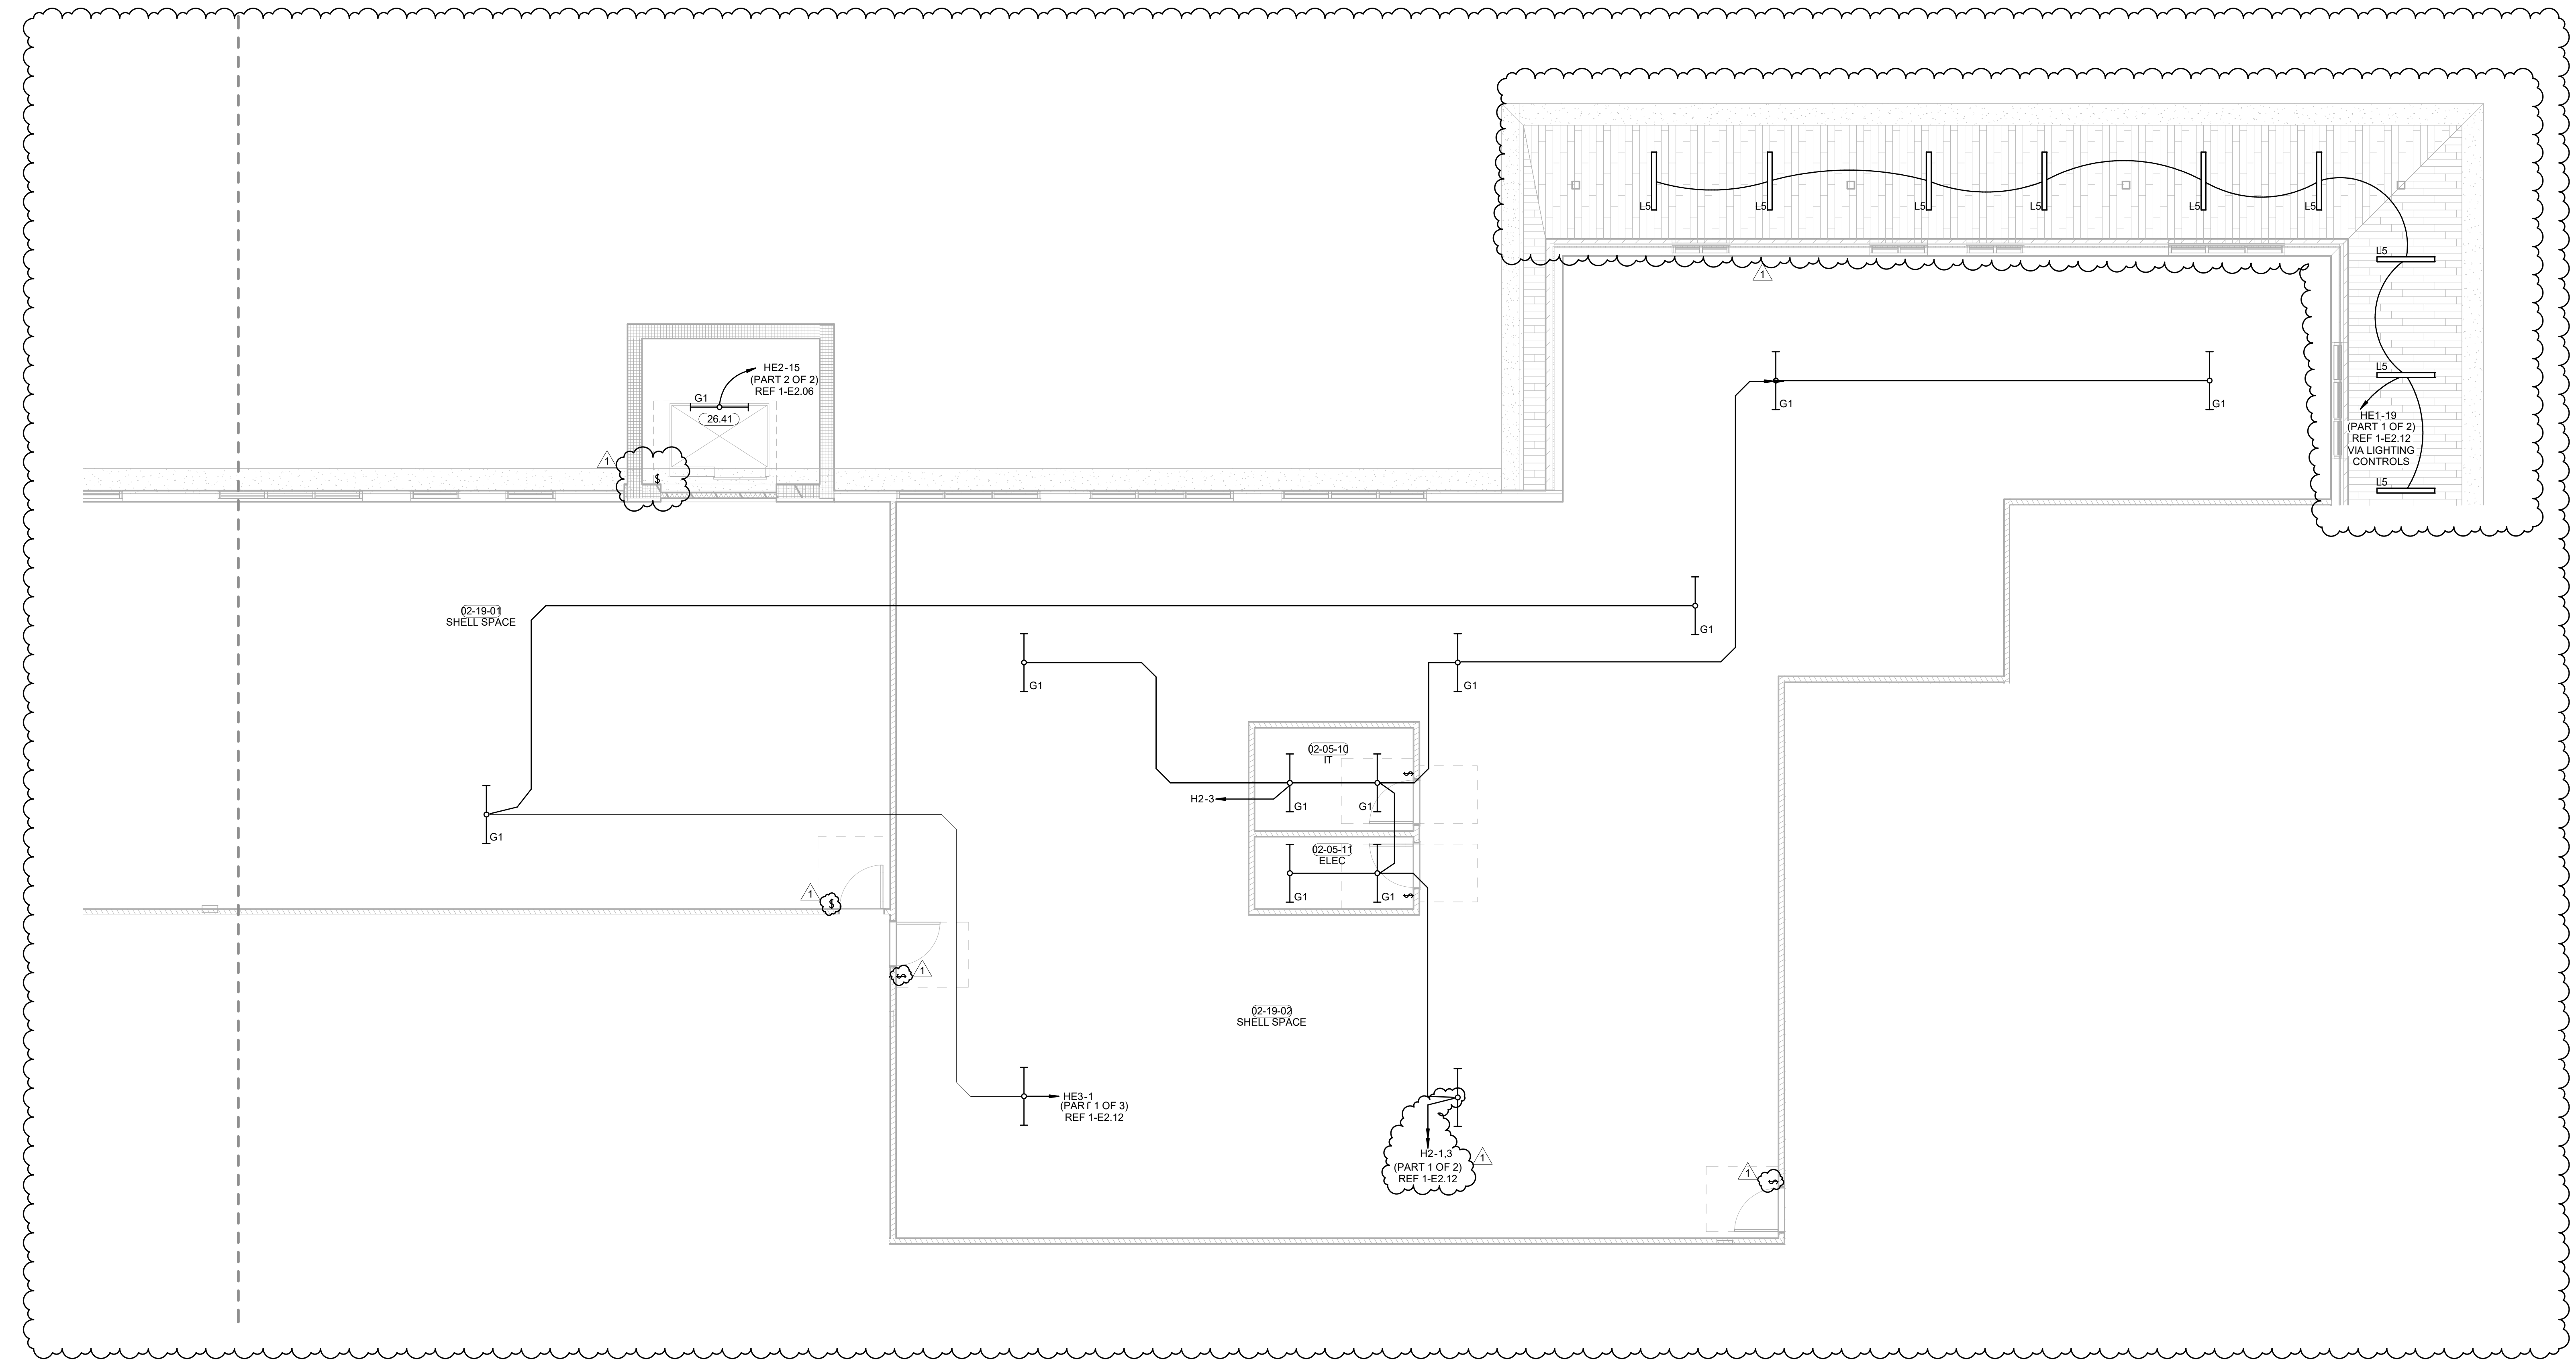 L5
L5
L5
L5
L5
L5
L5
1
HE2-15
(PART 2 OF 2)
REF 1-E2.06
G1
26.41
L5
G1
G1
HE1-19
(PART 1 OF 2)
REF 1-E2.12
VIA LIGHTING
CONTROLS
1
$
L5
02-19-01
SHELL SPACE
G1
G1
G1
02-05-10
IT
$
H2-3
G1
G1
G1
02-05-11
ELEC
1
$
G1
G1
$
$
1
02-19-02
SHELL SPACE
HE3-1
(PART 1 OF 3)
REF 1-E2.12
H2-1,3
(PART 1 OF 2)
REF 1-E2.12
1
1
$